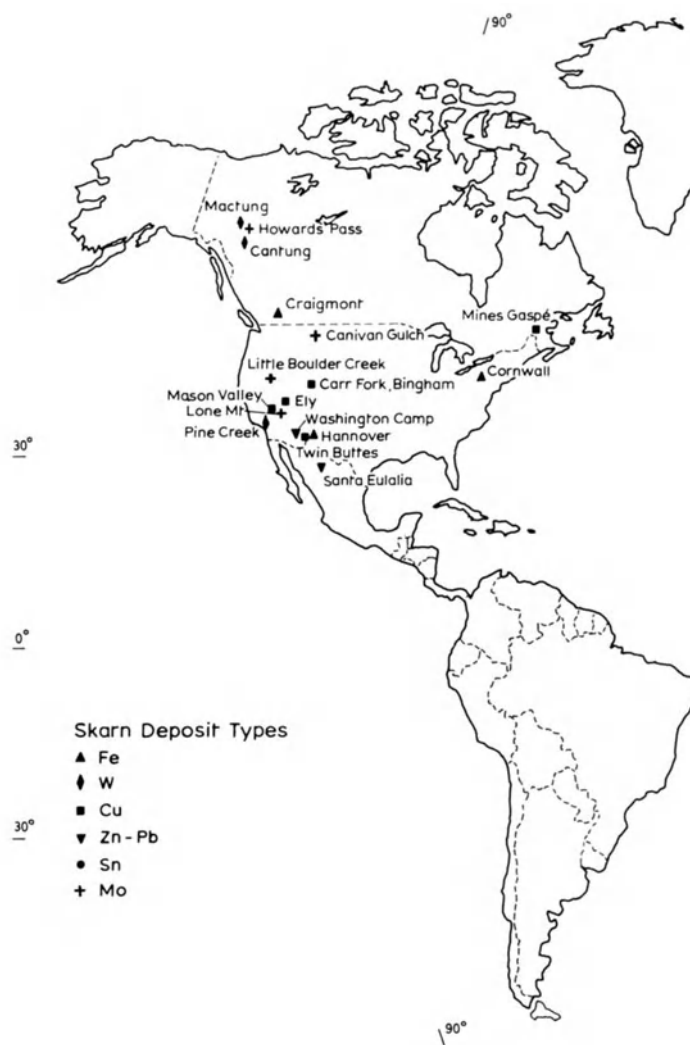 90°
Mactung
Howards Pass
Cantung
Craigmont
Mines Gaspé
Canivan Gulch
Little Boulder Creek
Cornwall
Carr Fork, Bingham
Mason Valley
Ely
Lone Mt
Washington Camp
Pine Creek
Hannover
30°
Twin Buttes
Santa Eulalia
0°
Skarn Deposit Types
Fe
W
Cu
30°
Zn-Pb
Sn
Mo
90°